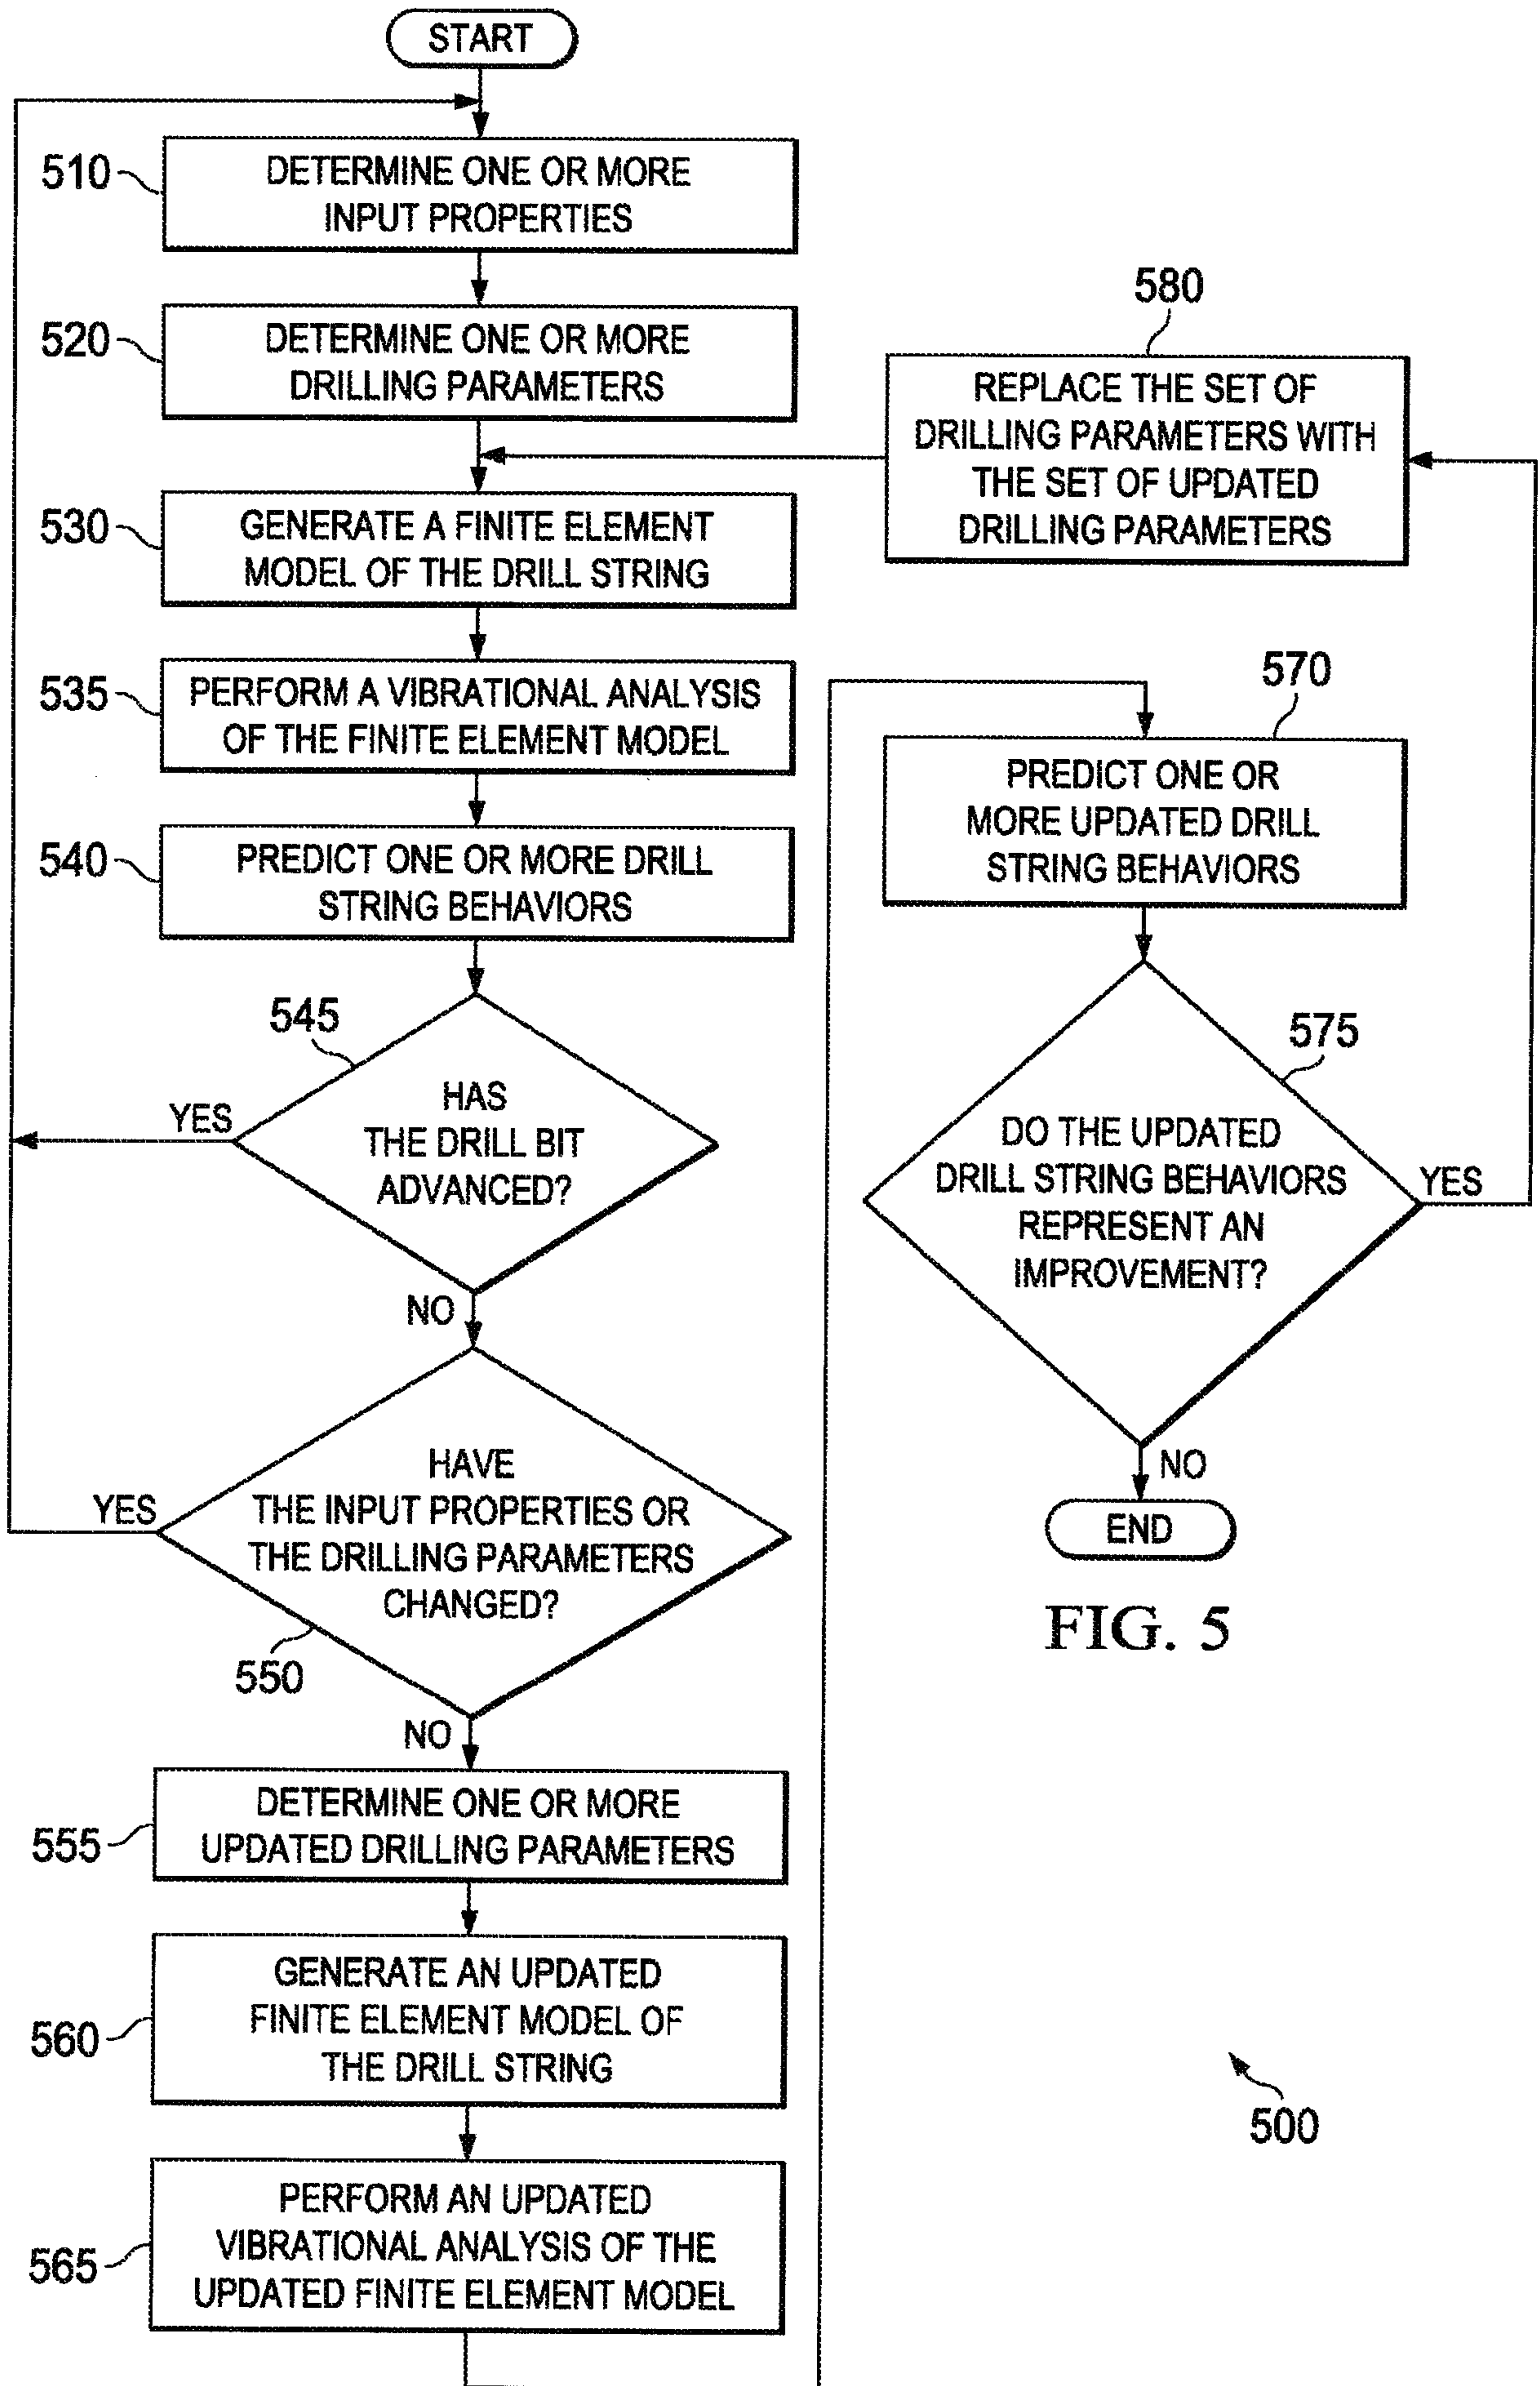 START
510
DETERMINE ONE OR MORE
INPUT PROPERTIES
520
DETERMINE ONE OR MORE
DRILLING PARAMETERS
530
GENERATE A FINITE ELEMENT
MODEL OF THE DRILL STRING
535
PERFORM A VIBRATIONAL ANALYSIS
OF THE FINITE ELEMENT MODEL
540
PREDICT ONE OR MORE DRILL
STRING BEHAVIORS
545
HAS
THE DRILL BIT
ADVANCED?
YES
NO
HAVE
THE INPUT PROPERTIES OR
THE DRILLING PARAMETERS
CHANGED?
YES
550
NO
555
DETERMINE ONE OR MORE
UPDATED DRILLING PARAMETERS
560
GENERATE AN UPDATED
FINITE ELEMENT MODEL OF
THE DRILL STRING
565
PERFORM AN UPDATED
VIBRATIONAL ANALYSIS OF THE
UPDATED FINITE ELEMENT MODEL
580
REPLACE THE SET OF
DRILLING PARAMETERS WITH
THE SET OF UPDATED
DRILLING PARAMETERS
570
PREDICT ONE OR
MORE UPDATED DRILL
STRING BEHAVIORS
575
DO THE UPDATED
DRILL STRING BEHAVIORS
REPRESENT AN
IMPROVEMENT?
YES
NO
END
FIG. 5
500